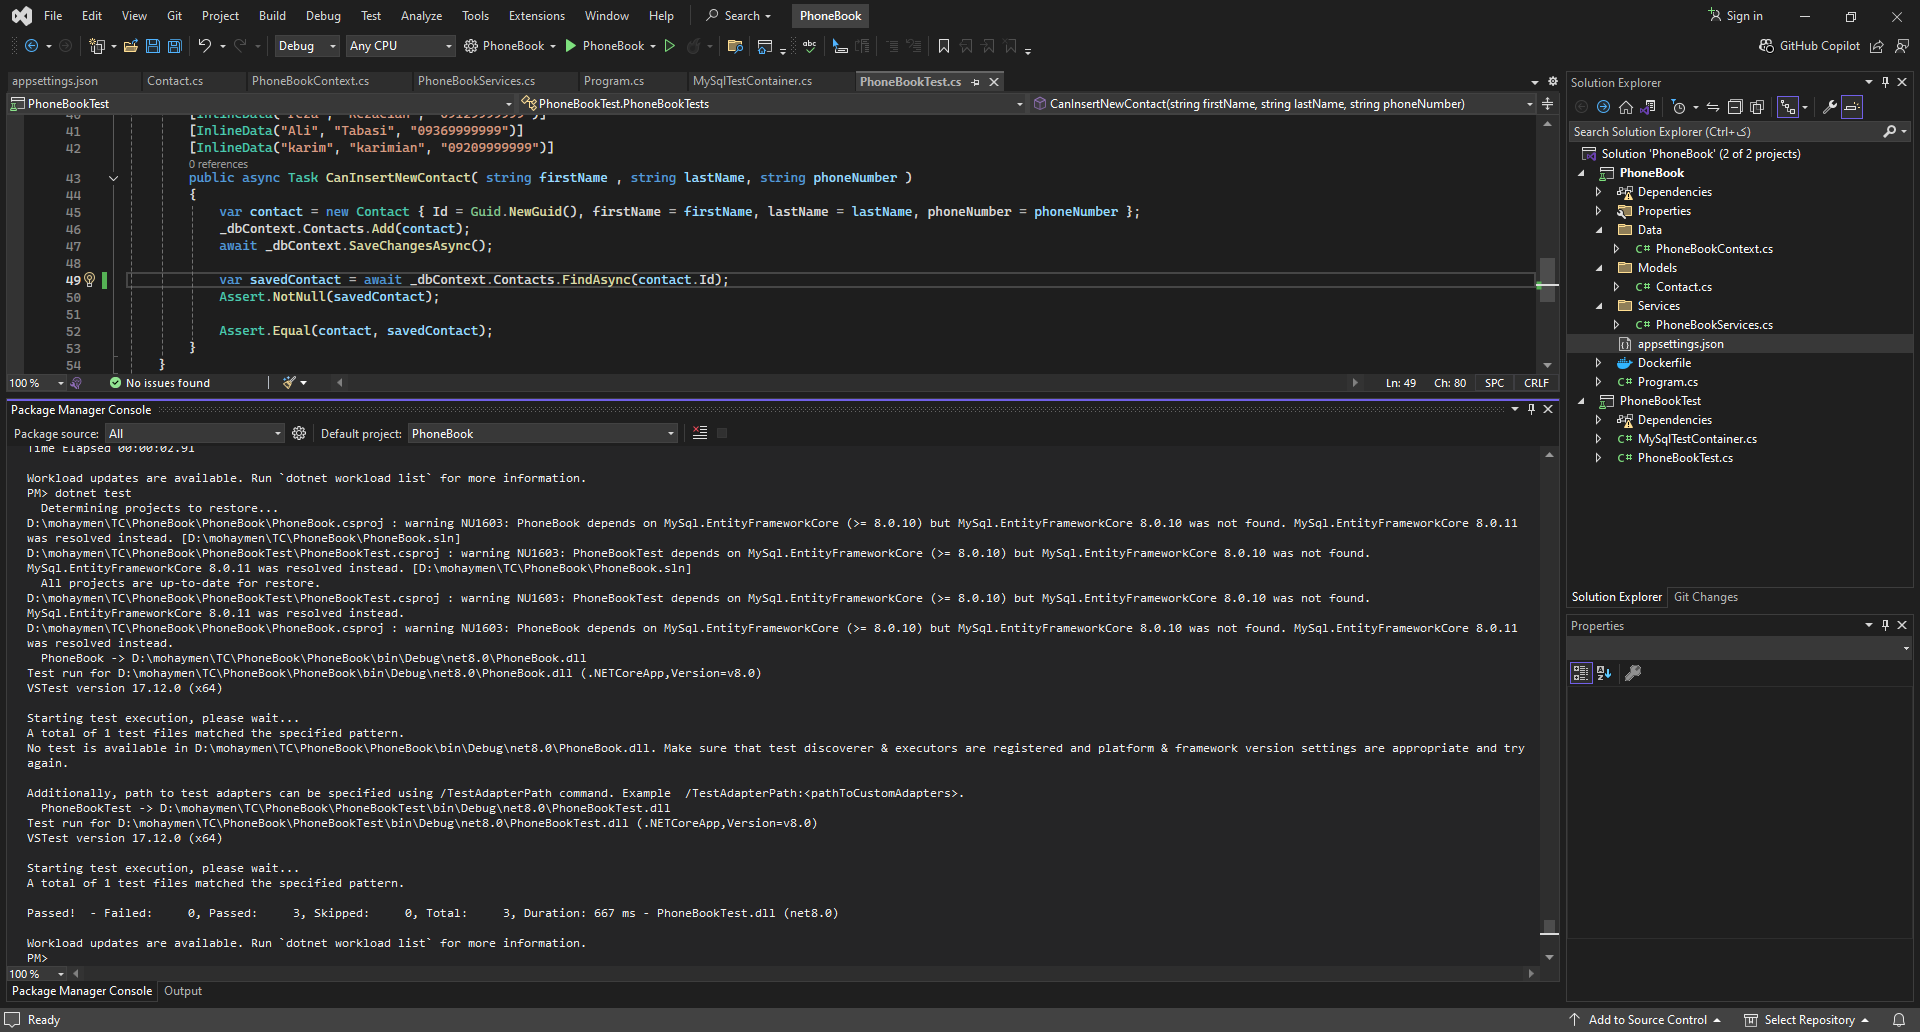 File Edit View Git Project Build Debug Test Analyze Tools Extensions Window Help Search PhoneBook Sign in
Debug Any CPU PhoneBook PhoneBook GitHub Copilot
appsettings.json Contact.cs PhoneBookContext.cs PhoneBookServices.cs Program.cs MySqlTestContainer.cs PhoneBookTest.cs
PhoneBookTest PhoneBookTest.PhoneBookTests CanInsertNewContact(string firstName, string lastName, string phoneNumber)
41 [InlineData("Ali", "Tabasi", "09369999999")]
42 [InlineData("karim", "karimian", "09209999999")]
0 references
43 public async Task CanInsertNewContact( string firstName , string lastName, string phoneNumber )
44 {
45 var contact = new Contact { Id = Guid.NewGuid(), firstName = firstName, lastName = lastName, phoneNumber = phoneNumber };
46 _dbContext.Contacts.Add(contact);
47 await _dbContext.SaveChangesAsync();
48
49 var savedContact = await _dbContext.Contacts.FindAsync(contact.Id);
50 Assert.NotNull(savedContact);
51
52 Assert.Equal(contact, savedContact);
53 }
54 }
100 % No issues found Ln: 49 Ch: 80 SPC CRLF
Package Manager Console
Package source: All Default project: PhoneBook
Time Elapsed 00:00:02.91
Workload updates are available. Run `dotnet workload list` for more information.
PM> dotnet test
Determining projects to restore...
D:\mohaymen\TC\PhoneBook\PhoneBook\PhoneBook.csproj : warning NU1603: PhoneBook depends on MySql.EntityFrameworkCore (>= 8.0.10) but MySql.EntityFrameworkCore 8.0.10 was not found. MySql.EntityFrameworkCore 8.0.11
was resolved instead. [D:\mohaymen\TC\PhoneBook\PhoneBook.sln]
D:\mohaymen\TC\PhoneBook\PhoneBookTest\PhoneBookTest.csproj : warning NU1603: PhoneBookTest depends on MySql.EntityFrameworkCore (>= 8.0.10) but MySql.EntityFrameworkCore 8.0.10 was not found.
MySql.EntityFrameworkCore 8.0.11 was resolved instead. [D:\mohaymen\TC\PhoneBook\PhoneBook.sln]
All projects are up-to-date for restore.
D:\mohaymen\TC\PhoneBook\PhoneBookTest\PhoneBookTest.csproj : warning NU1603: PhoneBookTest depends on MySql.EntityFrameworkCore (>= 8.0.10) but MySql.EntityFrameworkCore 8.0.10 was not found.
MySql.EntityFrameworkCore 8.0.11 was resolved instead.
D:\mohaymen\TC\PhoneBook\PhoneBook\PhoneBook.csproj : warning NU1603: PhoneBook depends on MySql.EntityFrameworkCore (>= 8.0.10) but MySql.EntityFrameworkCore 8.0.10 was not found. MySql.EntityFrameworkCore 8.0.11
was resolved instead.
PhoneBook -> D:\mohaymen\TC\PhoneBook\PhoneBook\bin\Debug\net8.0\PhoneBook.dll
Test run for D:\mohaymen\TC\PhoneBook\PhoneBook\bin\Debug\net8.0\PhoneBook.dll (.NETCoreApp,Version=v8.0)
VSTest version 17.12.0 (x64)
Starting test execution, please wait...
A total of 1 test files matched the specified pattern.
No test is available in D:\mohaymen\TC\PhoneBook\PhoneBook\bin\Debug\net8.0\PhoneBook.dll. Make sure that test discoverer & executors are registered and platform & framework version settings are appropriate and try
again.
Additionally, path to test adapters can be specified using /TestAdapterPath command. Example /TestAdapterPath:<pathToCustomAdapters>.
PhoneBookTest -> D:\mohaymen\TC\PhoneBook\PhoneBookTest\bin\Debug\net8.0\PhoneBookTest.dll
Test run for D:\mohaymen\TC\PhoneBook\PhoneBookTest\bin\Debug\net8.0\PhoneBookTest.dll (.NETCoreApp,Version=v8.0)
VSTest version 17.12.0 (x64)
Starting test execution, please wait...
A total of 1 test files matched the specified pattern.
Passed! - Failed: 0, Passed: 3, Skipped: 0, Total: 3, Duration: 667 ms - PhoneBookTest.dll (net8.0)
Workload updates are available. Run `dotnet workload list` for more information.
PM>
100 %
Package Manager Console Output
Solution Explorer
Search Solution Explorer (Ctrl+ک)
Solution 'PhoneBook' (2 of 2 projects)
PhoneBook
Dependencies
Properties
Data
C# PhoneBookContext.cs
Models
C# Contact.cs
Services
C# PhoneBookServices.cs
appsettings.json
Dockerfile
C# Program.cs
PhoneBookTest
Dependencies
C# MySqlTestContainer.cs
C# PhoneBookTest.cs
Solution Explorer Git Changes
Properties
Ready Add to Source Control Select Repository